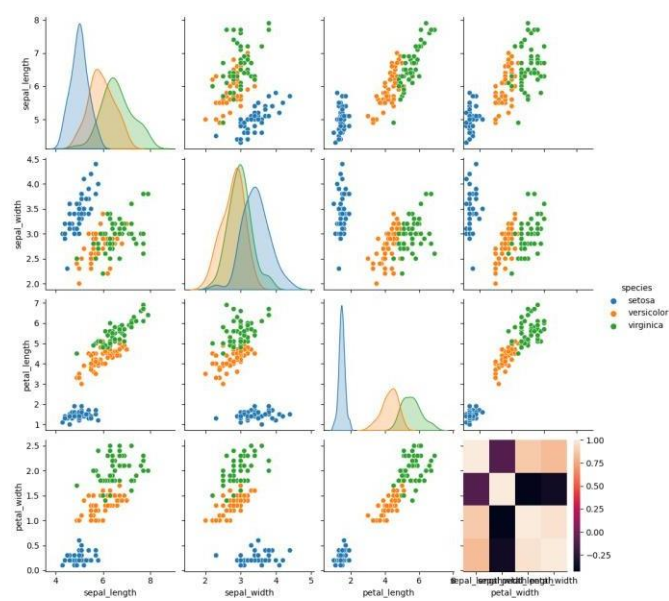 8
7
6
5
sepal_length
4.5
4.0
3.5
3.0
2.5
2.0
sepal_width
species
setosa
versicolor
virginica
7
6
5
4
3
2
1
petal_length
2.5
2.0
1.5
1.0
0.5
0.0
petal_width
1.00
0.75
0.50
0.25
0.00
−0.25
4 6 8
2 3 4 5
2 4 6 8
sepal_length
sepal_width
petal_length
petal_width